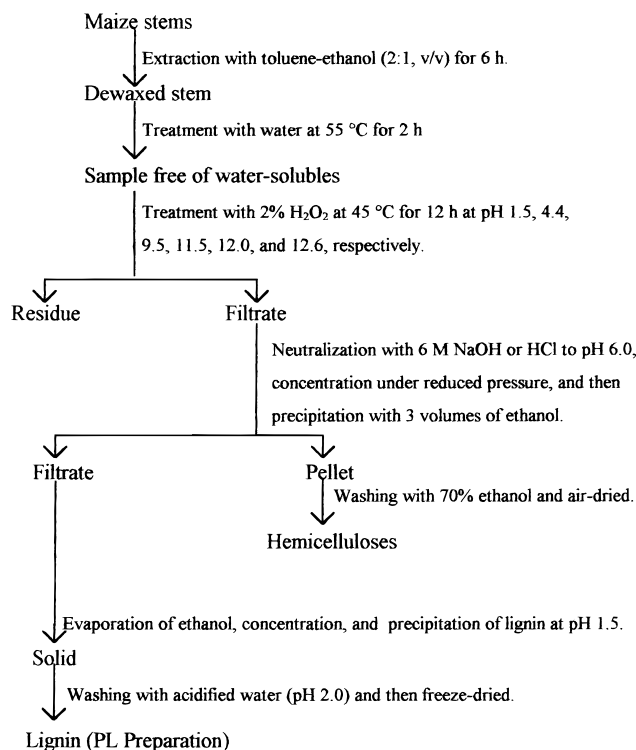 Maize stems
Extraction with toluene-ethanol (2:1, v/v) for 6 h.
Dewaxed stem
Treatment with water at 55 °C for 2 h
Sample free of water-solubles
Treatment with 2% H₂O₂ at 45 °C for 12 h at pH 1.5, 4.4,
9.5, 11.5, 12.0, and 12.6, respectively.
Residue
Filtrate
Neutralization with 6 M NaOH or HCl to pH 6.0,
concentration under reduced pressure, and then
precipitation with 3 volumes of ethanol.
Filtrate
Pellet
Washing with 70% ethanol and air-dried.
Hemicelluloses
Evaporation of ethanol, concentration, and precipitation of lignin at pH 1.5.
Solid
Washing with acidified water (pH 2.0) and then freeze-dried.
Lignin (PL Preparation)